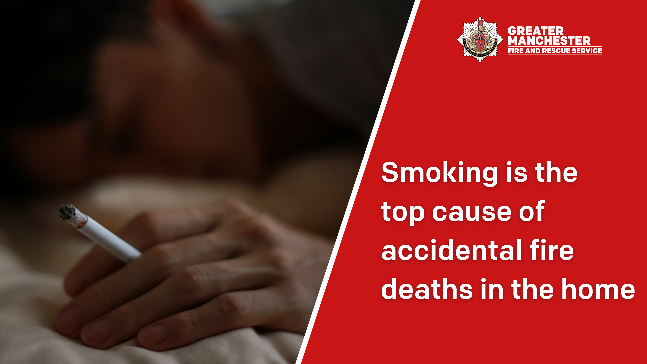 GREATER
MANCHESTER
FIRE AND RESCUE SERVICE
Smoking is the
top cause of
accidental fire
deaths in the home